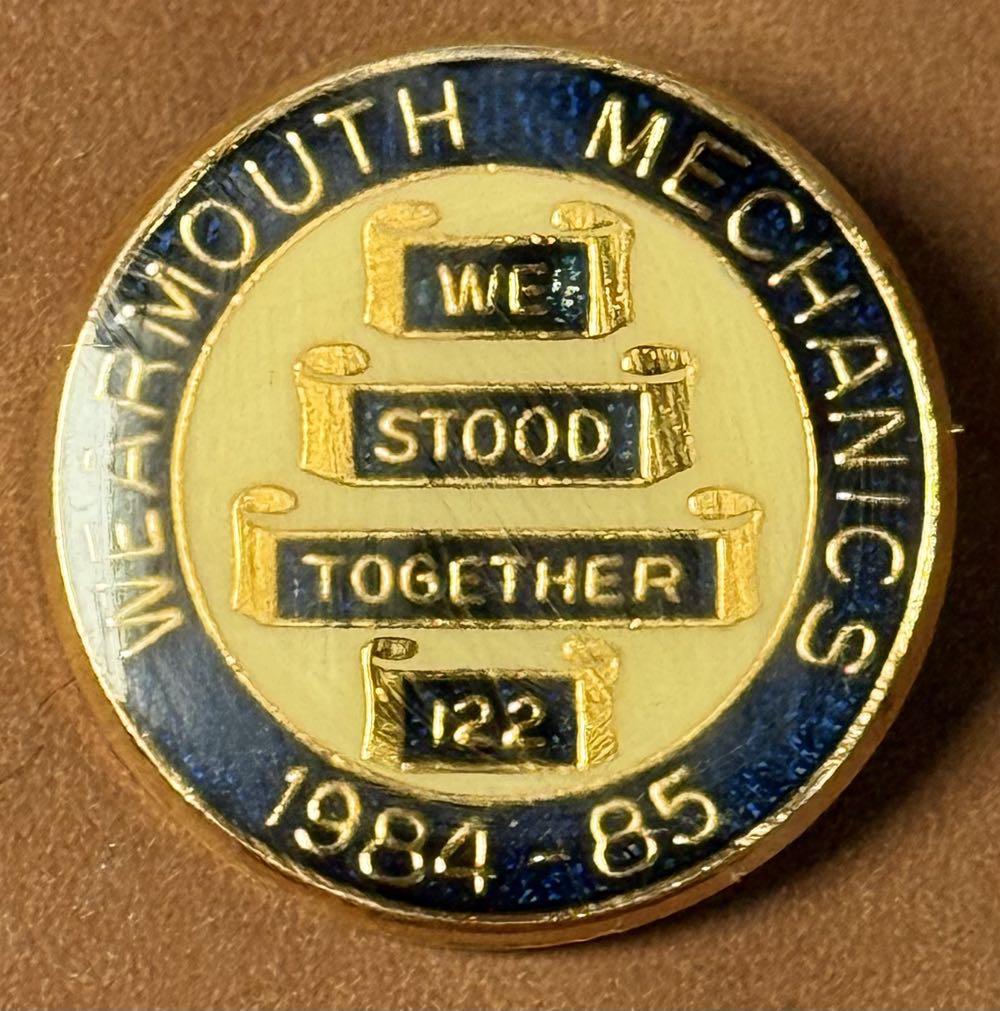 WEARMOUTH MECHANICS
WE
STOOD
TOGETHER
122
1984-85